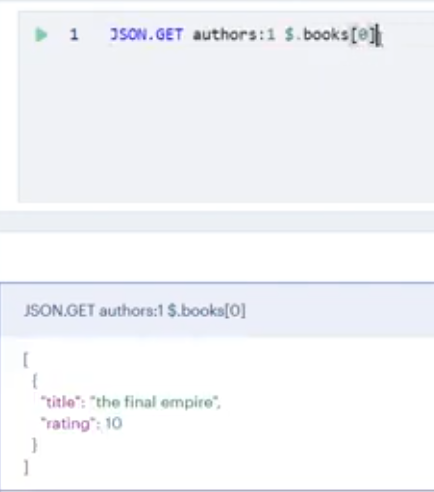 1 JSON.GET authors:1 $.books[0]
JSON.GET authors:1 $.books[0]
[
{
"title": "the final empire",
"rating": 10
}
]